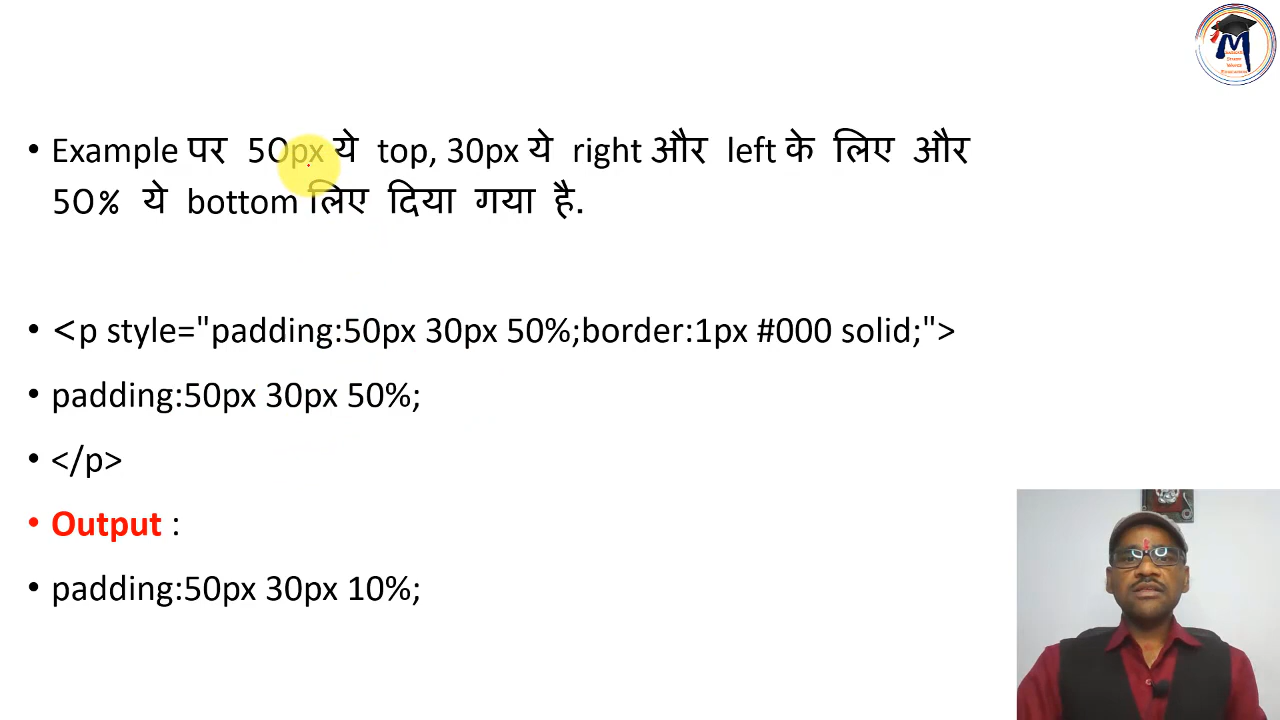 • Example पर 50px ये top, 30px ये right और left के लिए और
50% ये bottom लिए दिया गया है.
• <p style="padding:50px 30px 50%;border:1px #000 solid;">
• padding:50px 30px 50%;
• </p>
• Output :
• padding:50px 30px 10%;